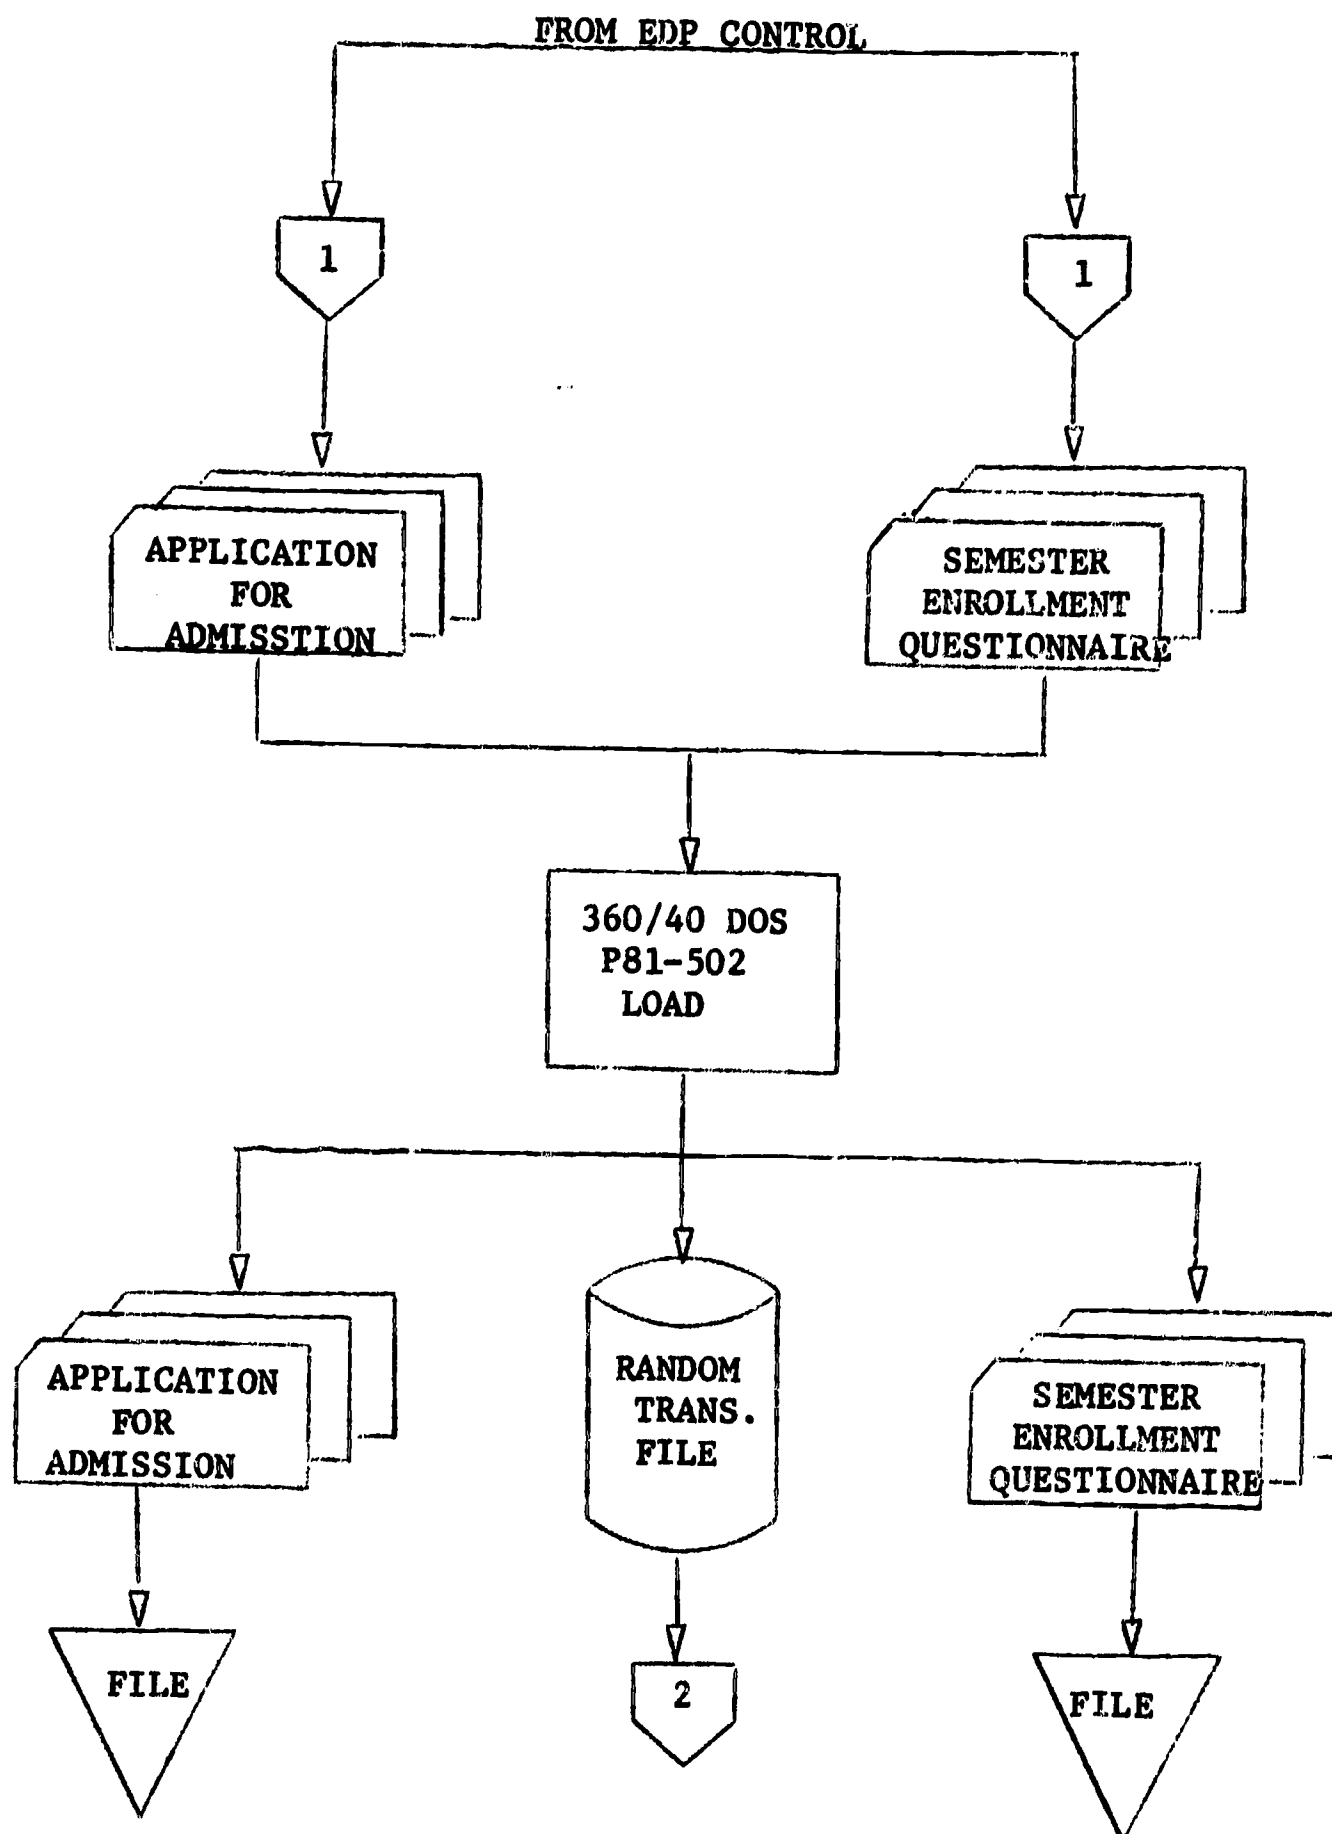 FROM EDP CONTROL
1
1
APPLICATION
FOR
ADMISSTION
SEMESTER
ENROLLMENT
QUESTIONNAIRE
360/40 DOS
P81-502
LOAD
APPLICATION
FOR
ADMISSION
RANDOM
TRANS.
FILE
SEMESTER
ENROLLMENT
QUESTIONNAIRE
FILE
2
FILE